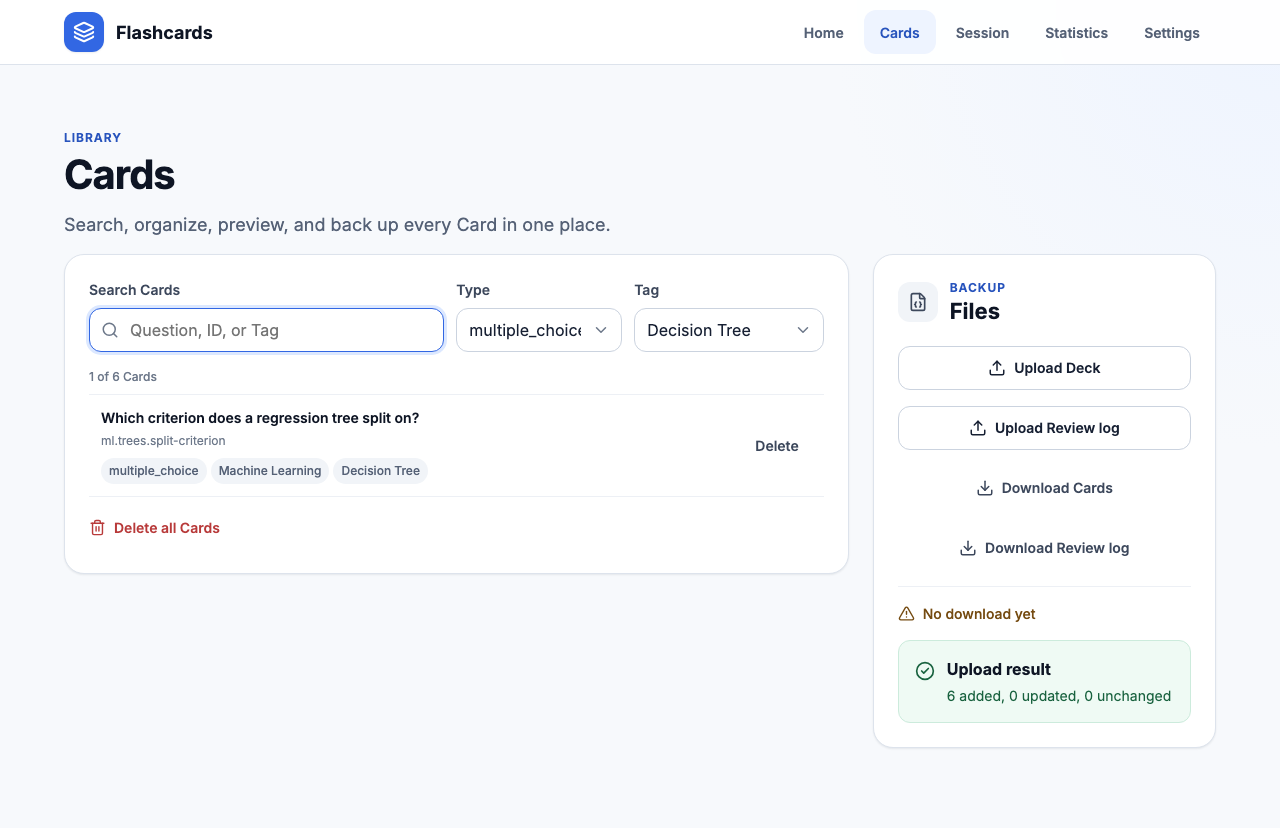 Flashcards
Home
Cards
Session
Statistics
Settings
LIBRARY
Cards
Search, organize, preview, and back up every Card in one place.
Search Cards
Type
Tag
Question, ID, or Tag
multiple_choice
Decision Tree
1 of 6 Cards
Which criterion does a regression tree split on?
ml.trees.split-criterion
multiple_choice
Machine Learning
Decision Tree
Delete
Delete all Cards
BACKUP
Files
Upload Deck
Upload Review log
Download Cards
Download Review log
No download yet
Upload result
6 added, 0 updated, 0 unchanged